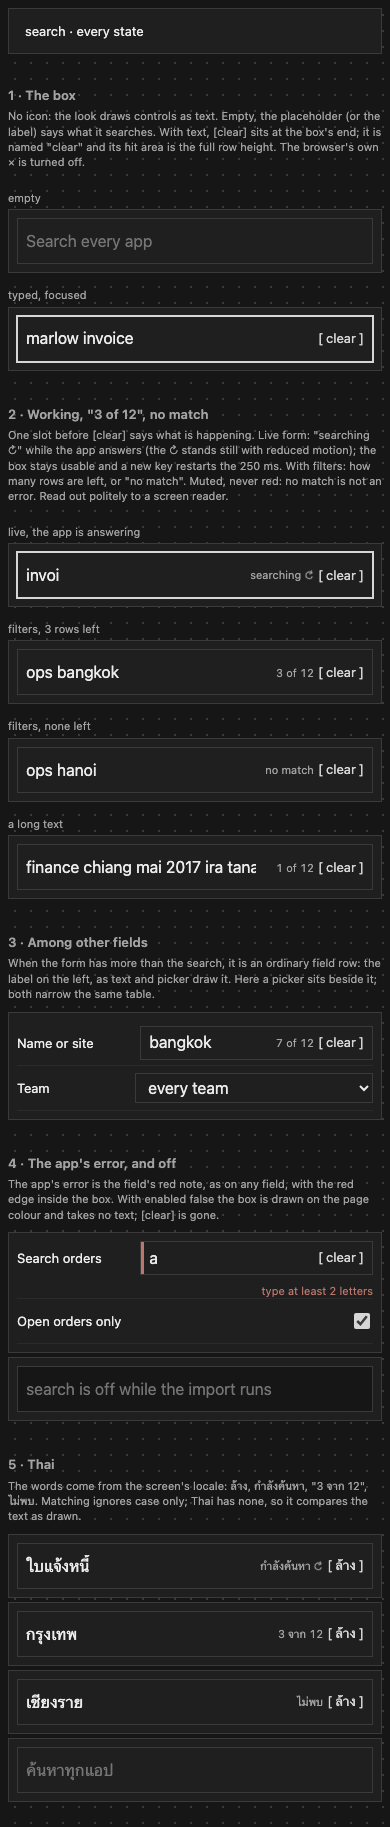 search · every state
1 · The box
No icon: the look draws controls as text. Empty, the placeholder (or the
label) says what it searches. With text, [clear] sits at the box's end; it is
named "clear" and its hit area is the full row height. The browser's own
× is turned off.
empty
Search every app
typed, focused
marlow invoice [ clear ]
2 · Working, "3 of 12", no match
One slot before [clear] says what is happening. Live form: "searching
↻" while the app answers (the ↻ stands still with reduced motion); the
box stays usable and a new key restarts the 250 ms. With filters: how
many rows are left, or "no match". Muted, never red: no match is not an
error. Read out politely to a screen reader.
live, the app is answering
invoi searching ↻ [ clear ]
filters, 3 rows left
ops bangkok 3 of 12 [ clear ]
filters, none left
ops hanoi no match [ clear ]
a long text
finance chiang mai 2017 ira tana 1 of 12 [ clear ]
3 · Among other fields
When the form has more than the search, it is an ordinary field row: the
label on the left, as text and picker draw it. Here a picker sits beside it;
both narrow the same table.
Name or site bangkok 7 of 12 [ clear ]
Team every team
4 · The app's error, and off
The app's error is the field's red note, as on any field, with the red
edge inside the box. With enabled false the box is drawn on the page
colour and takes no text; [clear] is gone.
Search orders a [ clear ]
type at least 2 letters
Open orders only
search is off while the import runs
5 · Thai
The words come from the screen's locale: ล้าง, กำลังค้นหา, "3 จาก 12",
ไม่พบ. Matching ignores case only; Thai has none, so it compares the
text as drawn.
ใบแจ้งหนี้ กำลังค้นหา ↻ [ ล้าง ]
กรุงเทพ 3 จาก 12 [ ล้าง ]
เชียงราย ไม่พบ [ ล้าง ]
ค้นหาทุกแอป